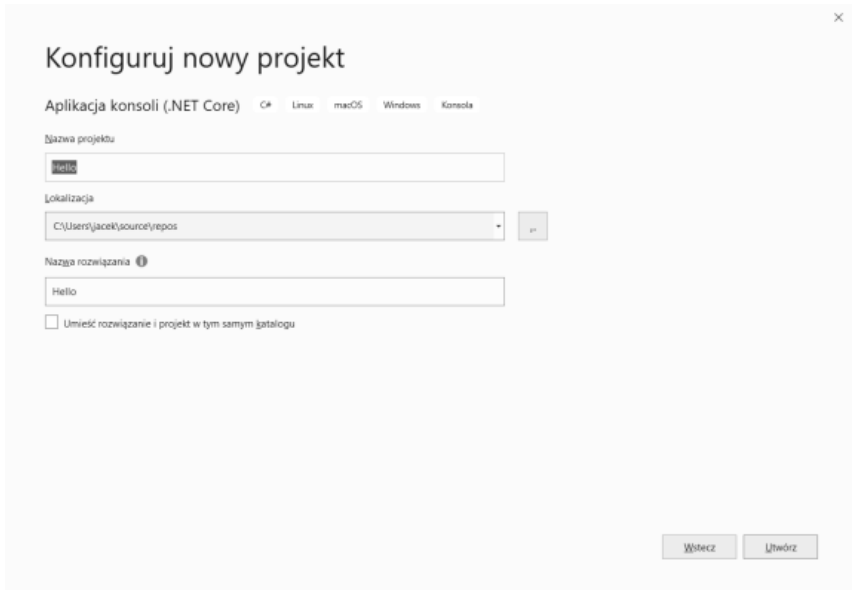 Konfiguruj nowy projekt
Aplikacja konsoli (.NET Core) C# Linux macOS Windows Konsola
Nazwa projektu
Hello
Lokalizacja
C:\Users\jacek\source\repos
Nazwa rozwiązania
Hello
Umieść rozwiązanie i projekt w tym samym katalogu
Wstecz Utwórz